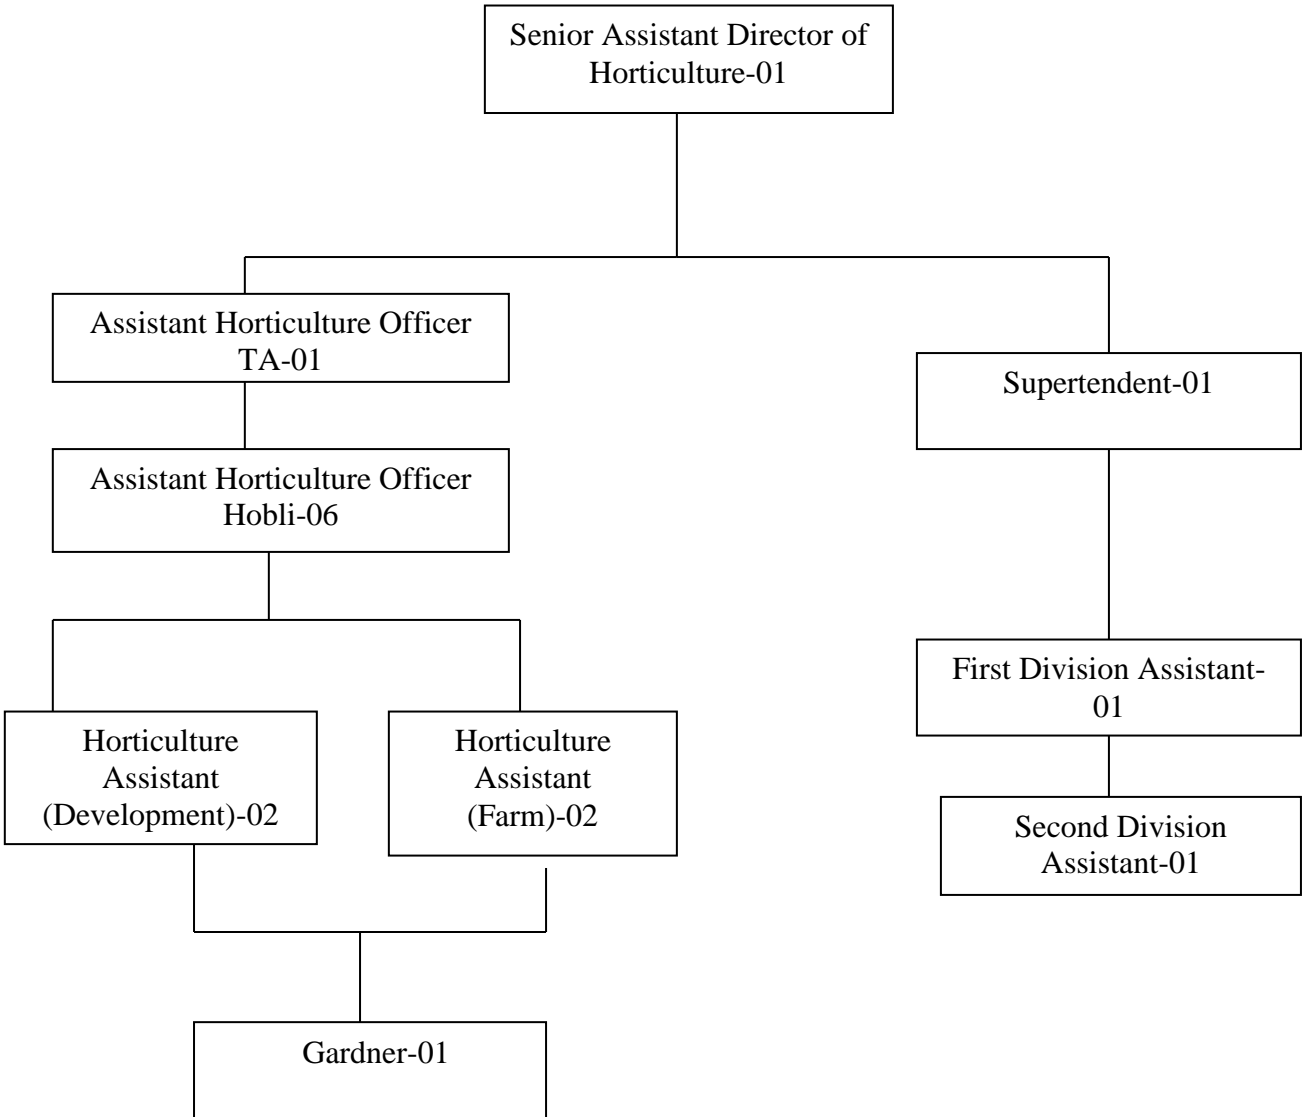 Senior Assistant Director of
Horticulture-01
Assistant Horticulture Officer
TA-01
Supertendent-01
Assistant Horticulture Officer
Hobli-06
First Division Assistant-
01
Horticulture
Assistant
(Development)-02
Horticulture
Assistant
(Farm)-02
Second Division
Assistant-01
Gardner-01